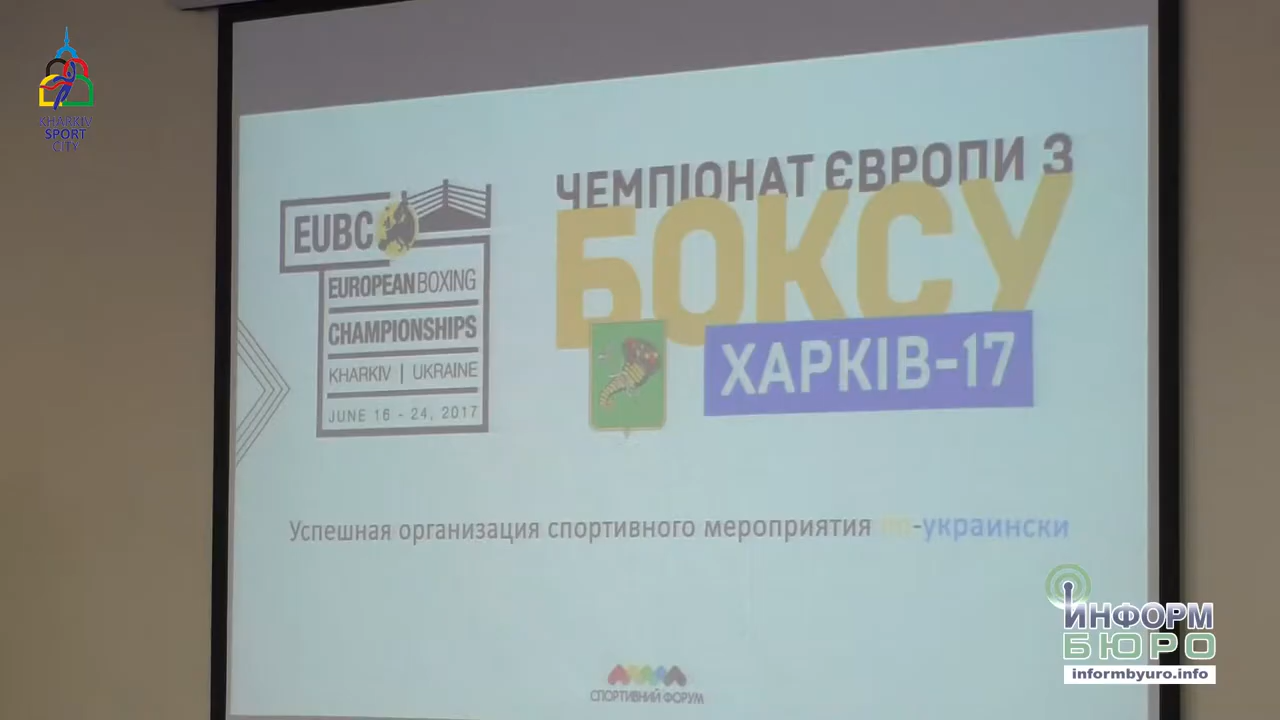 KHARKIV
SPORT
CITY
EUBC
EUROPEAN BOXING
CHAMPIONSHIPS
KHARKIV | UKRAINE
JUNE 16 - 24, 2017
ЧЕМПІОНАТ ЄВРОПИ З
БОКСУ
ХАРКІВ-17
Успешная организация спортивного мероприятия по-украински
СПОРТИВНИЙ ФОРУМ
ИНФОРМ
БЮРО
informbyuro.info